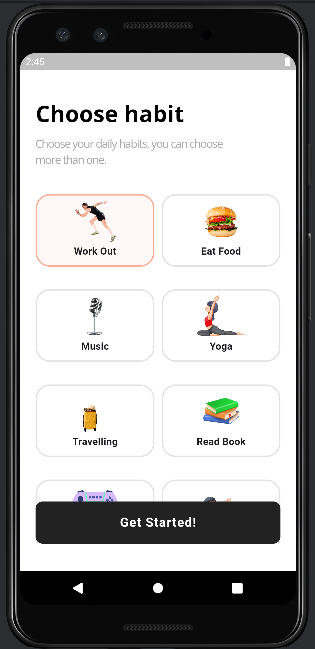 2:45
Choose habit
Choose your daily habits, you can choose
more than one.
Work Out
Eat Food
Music
Yoga
Travelling
Read Book
Get Started!